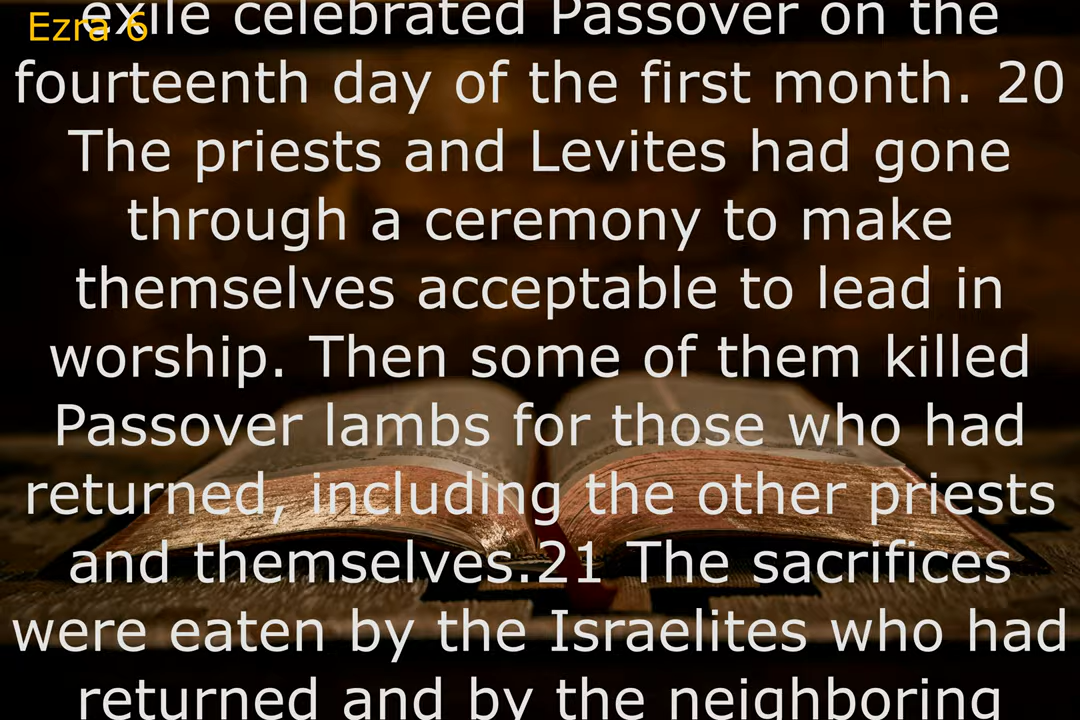 Ezra 6
exile celebrated Passover on the
fourteenth day of the first month. 20
The priests and Levites had gone
through a ceremony to make
themselves acceptable to lead in
worship. Then some of them killed
Passover lambs for those who had
returned, including the other priests
and themselves.21 The sacrifices
were eaten by the Israelites who had
returned and by the neighboring